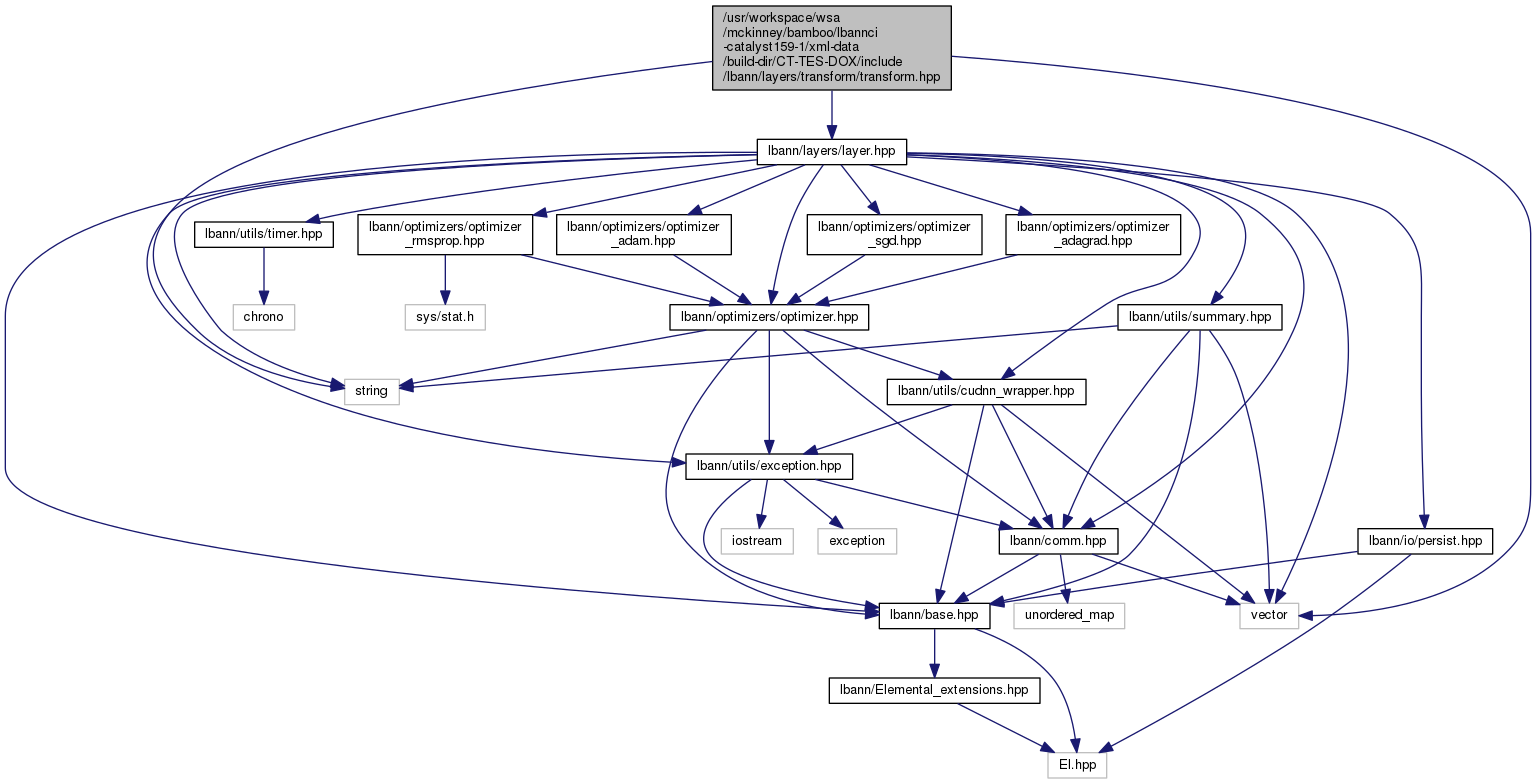 /usr/workspace/wsa
/mckinney/bamboo/lbannci
-catalyst159-1/xml-data
/build-dir/CT-TES-DOX/include
/lbann/layers/transform/transform.hpp
lbann/layers/layer.hpp
lbann/utils/timer.hpp
lbann/optimizers/optimizer
_rmsprop.hpp
lbann/optimizers/optimizer
_adam.hpp
lbann/optimizers/optimizer
_sgd.hpp
lbann/optimizers/optimizer
_adagrad.hpp
chrono
sys/stat.h
lbann/optimizers/optimizer.hpp
lbann/utils/summary.hpp
string
lbann/utils/cudnn_wrapper.hpp
lbann/utils/exception.hpp
iostream
exception
lbann/comm.hpp
lbann/io/persist.hpp
lbann/base.hpp
unordered_map
vector
lbann/Elemental_extensions.hpp
El.hpp